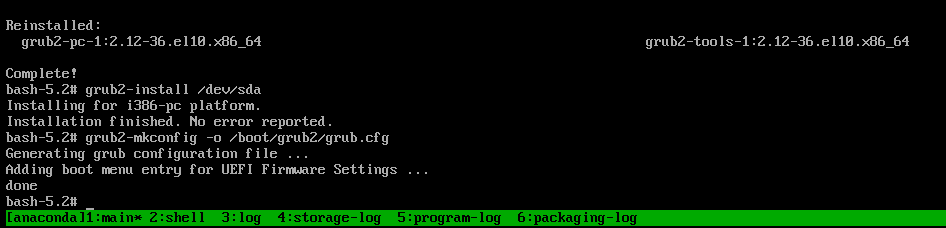 Reinstalled:
grub2-pc-1:2.12-36.el10.x86_64 grub2-tools-1:2.12-36.el10.x86_64
Complete!
bash-5.2# grub2-install /dev/sda
Installing for i386-pc platform.
Installation finished. No error reported.
bash-5.2# grub2-mkconfig -o /boot/grub2/grub.cfg
Generating grub configuration file ...
Adding boot menu entry for UEFI Firmware Settings ...
done
bash-5.2# _
[anaconda]1:main* 2:shell  3:log  4:storage-log  5:program-log  6:packaging-log